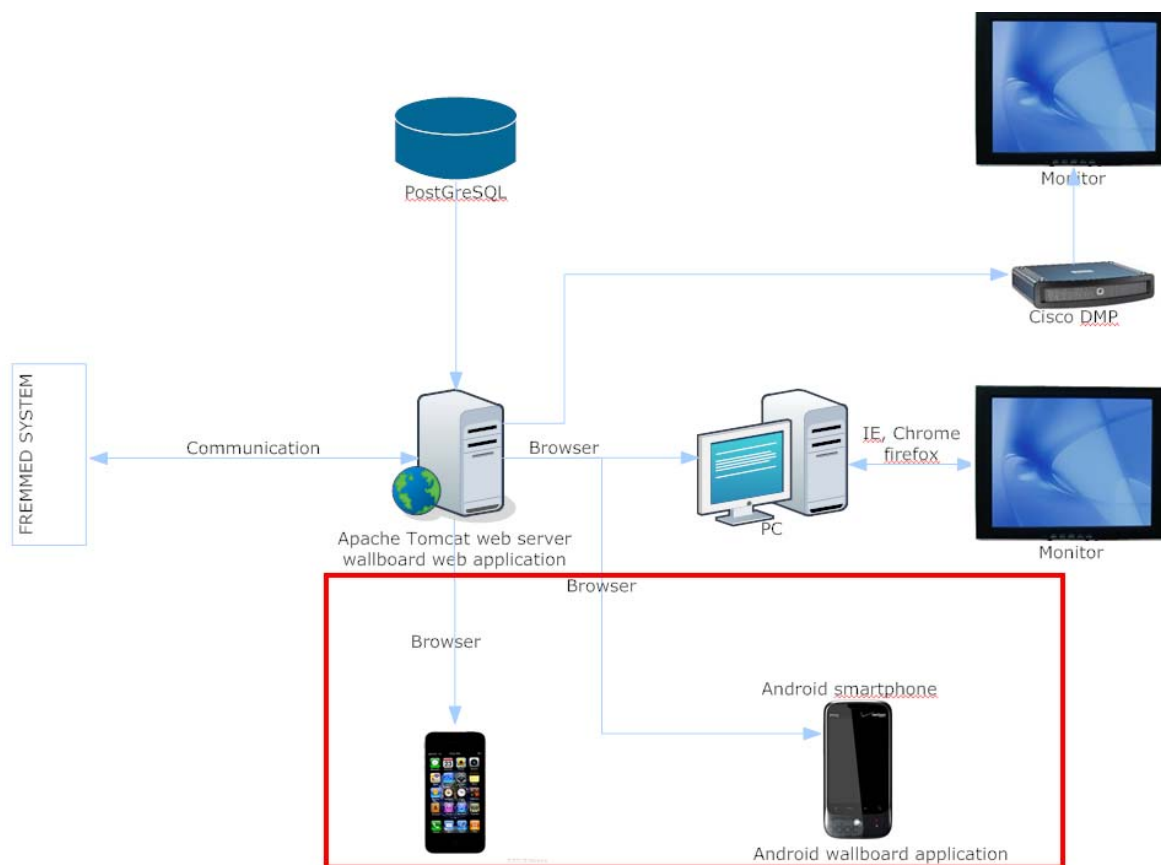 PostGreSQL
Monitor
Cisco DMP
FREMMED SYSTEM
Communication
Browser
IE, Chrome
firefox
PC
Monitor
Apache Tomcat web server
wallboard web application
Browser
Browser
Android smartphone
Android wallboard application